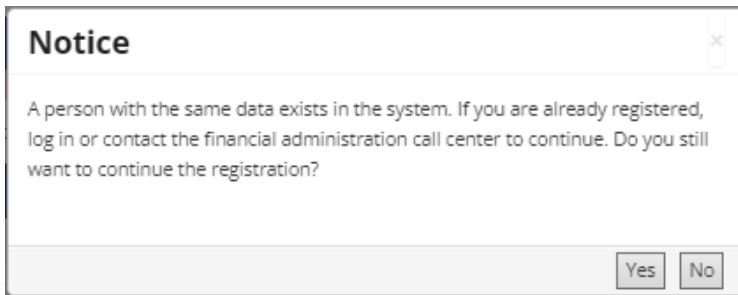 Notice
×
A person with the same data exists in the system. If you are already registered,
log in or contact the financial administration call center to continue. Do you still
want to continue the registration?
Yes No